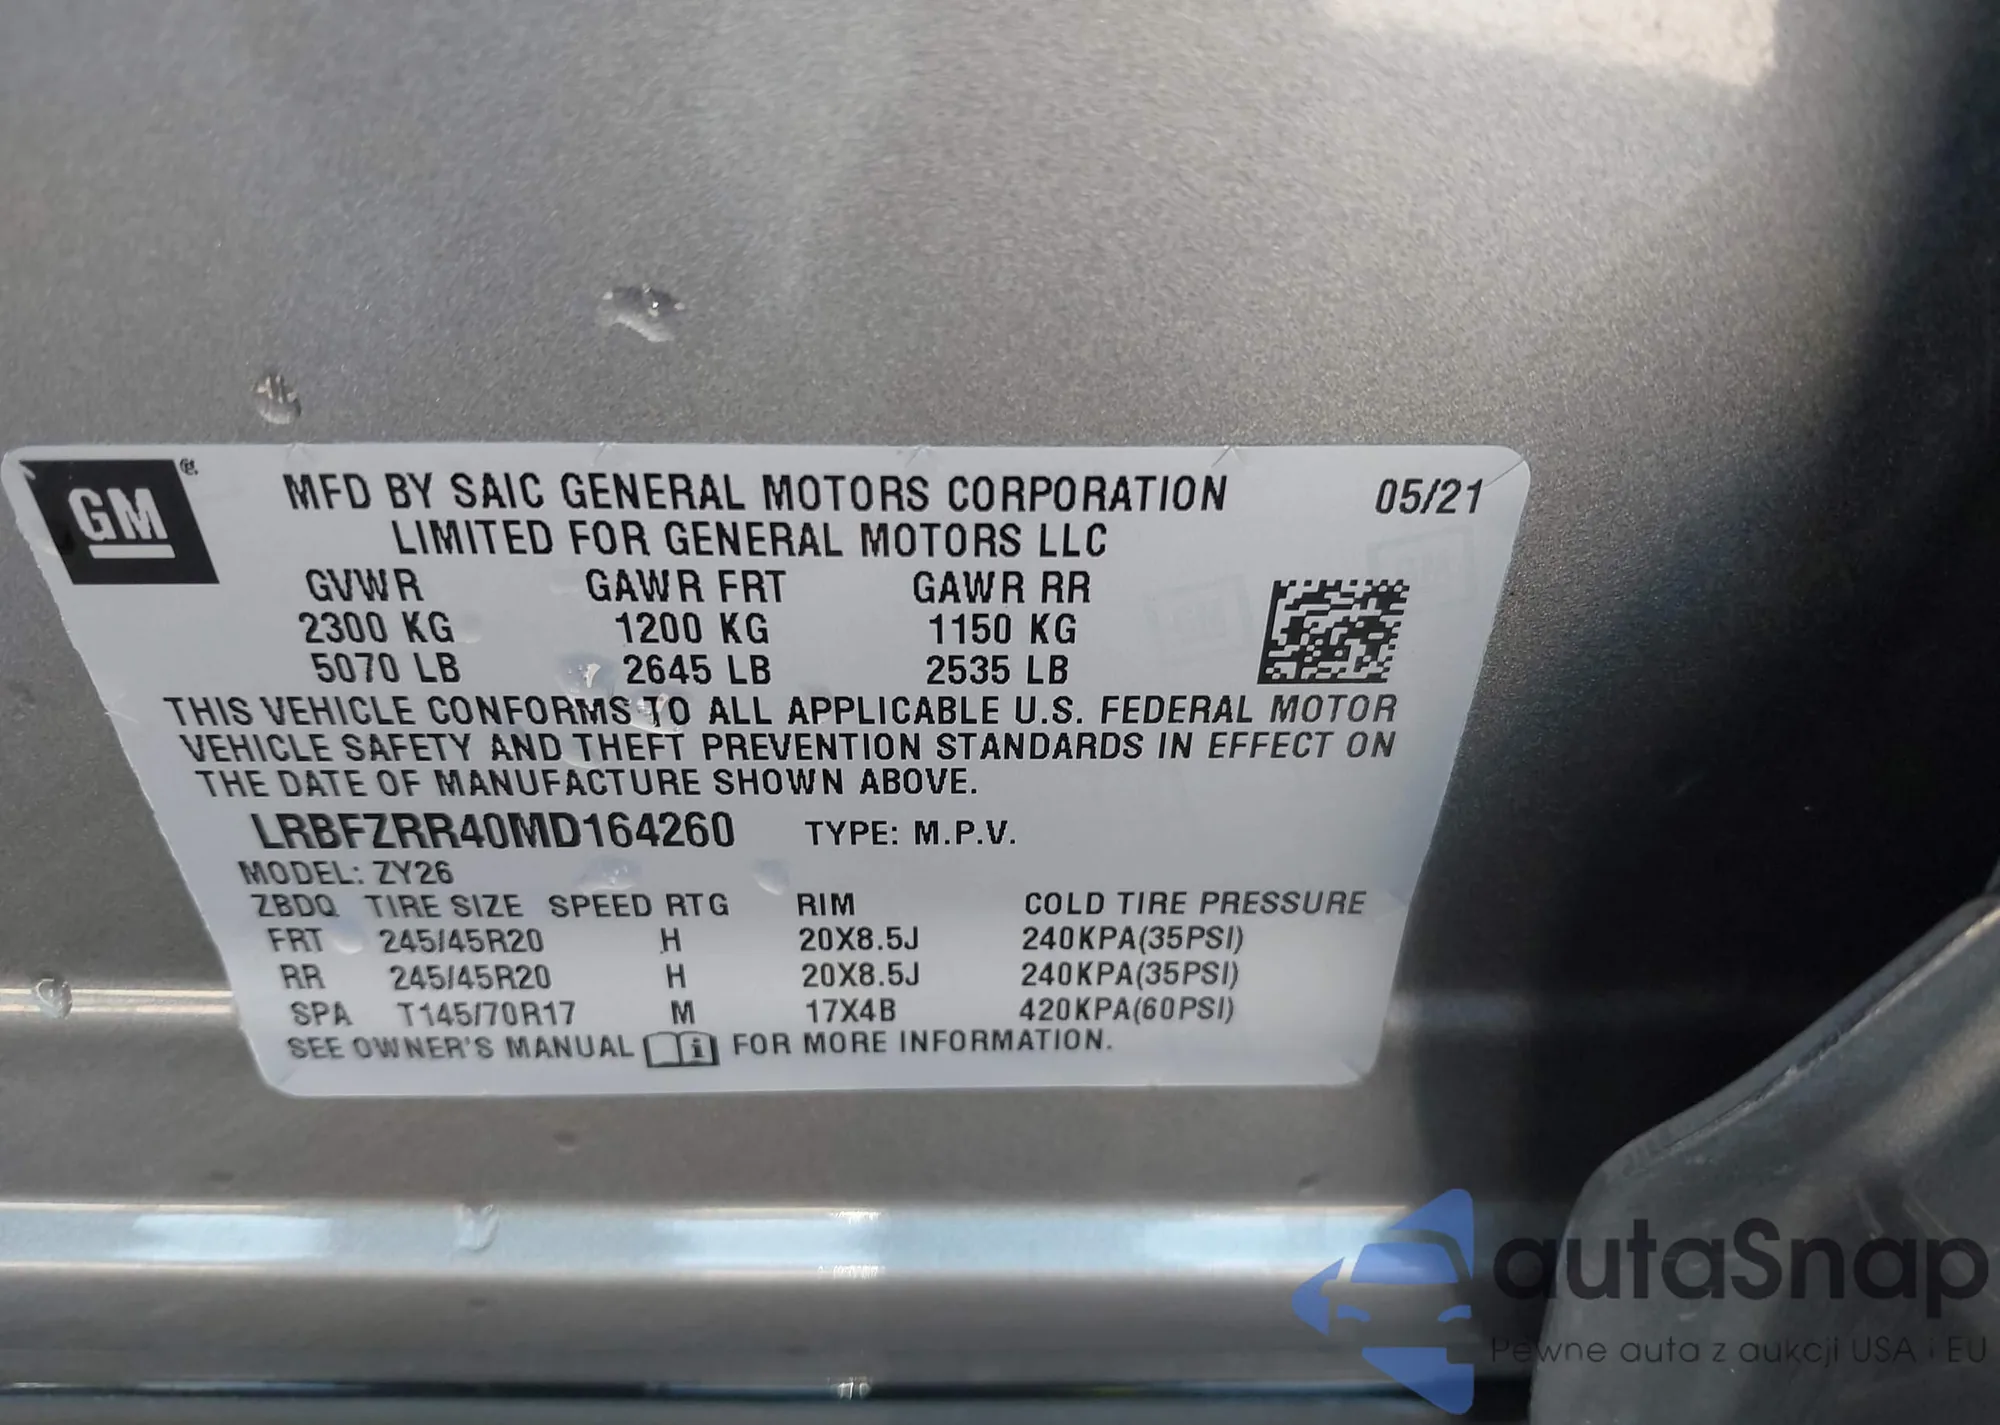 GM ®
MFD BY SAIC GENERAL MOTORS CORPORATION 05/21
LIMITED FOR GENERAL MOTORS LLC
GVWR GAWR FRT GAWR RR
2300 KG 1200 KG 1150 KG
5070 LB 2645 LB 2535 LB
THIS VEHICLE CONFORMS TO ALL APPLICABLE U.S. FEDERAL MOTOR
VEHICLE SAFETY AND THEFT PREVENTION STANDARDS IN EFFECT ON
THE DATE OF MANUFACTURE SHOWN ABOVE.
LRBFZRR40MD164260 TYPE: M.P.V.
MODEL: ZY26
ZBDQ TIRE SIZE SPEED RTG RIM COLD TIRE PRESSURE
FRT 245/45R20 H 20X8.5J 240KPA(35PSI)
RR 245/45R20 H 20X8.5J 240KPA(35PSI)
SPA T145/70R17 M 17X4B 420KPA(60PSI)
SEE OWNER'S MANUAL i FOR MORE INFORMATION.
autaSnap
Pewne auta z aukcji USA i EU